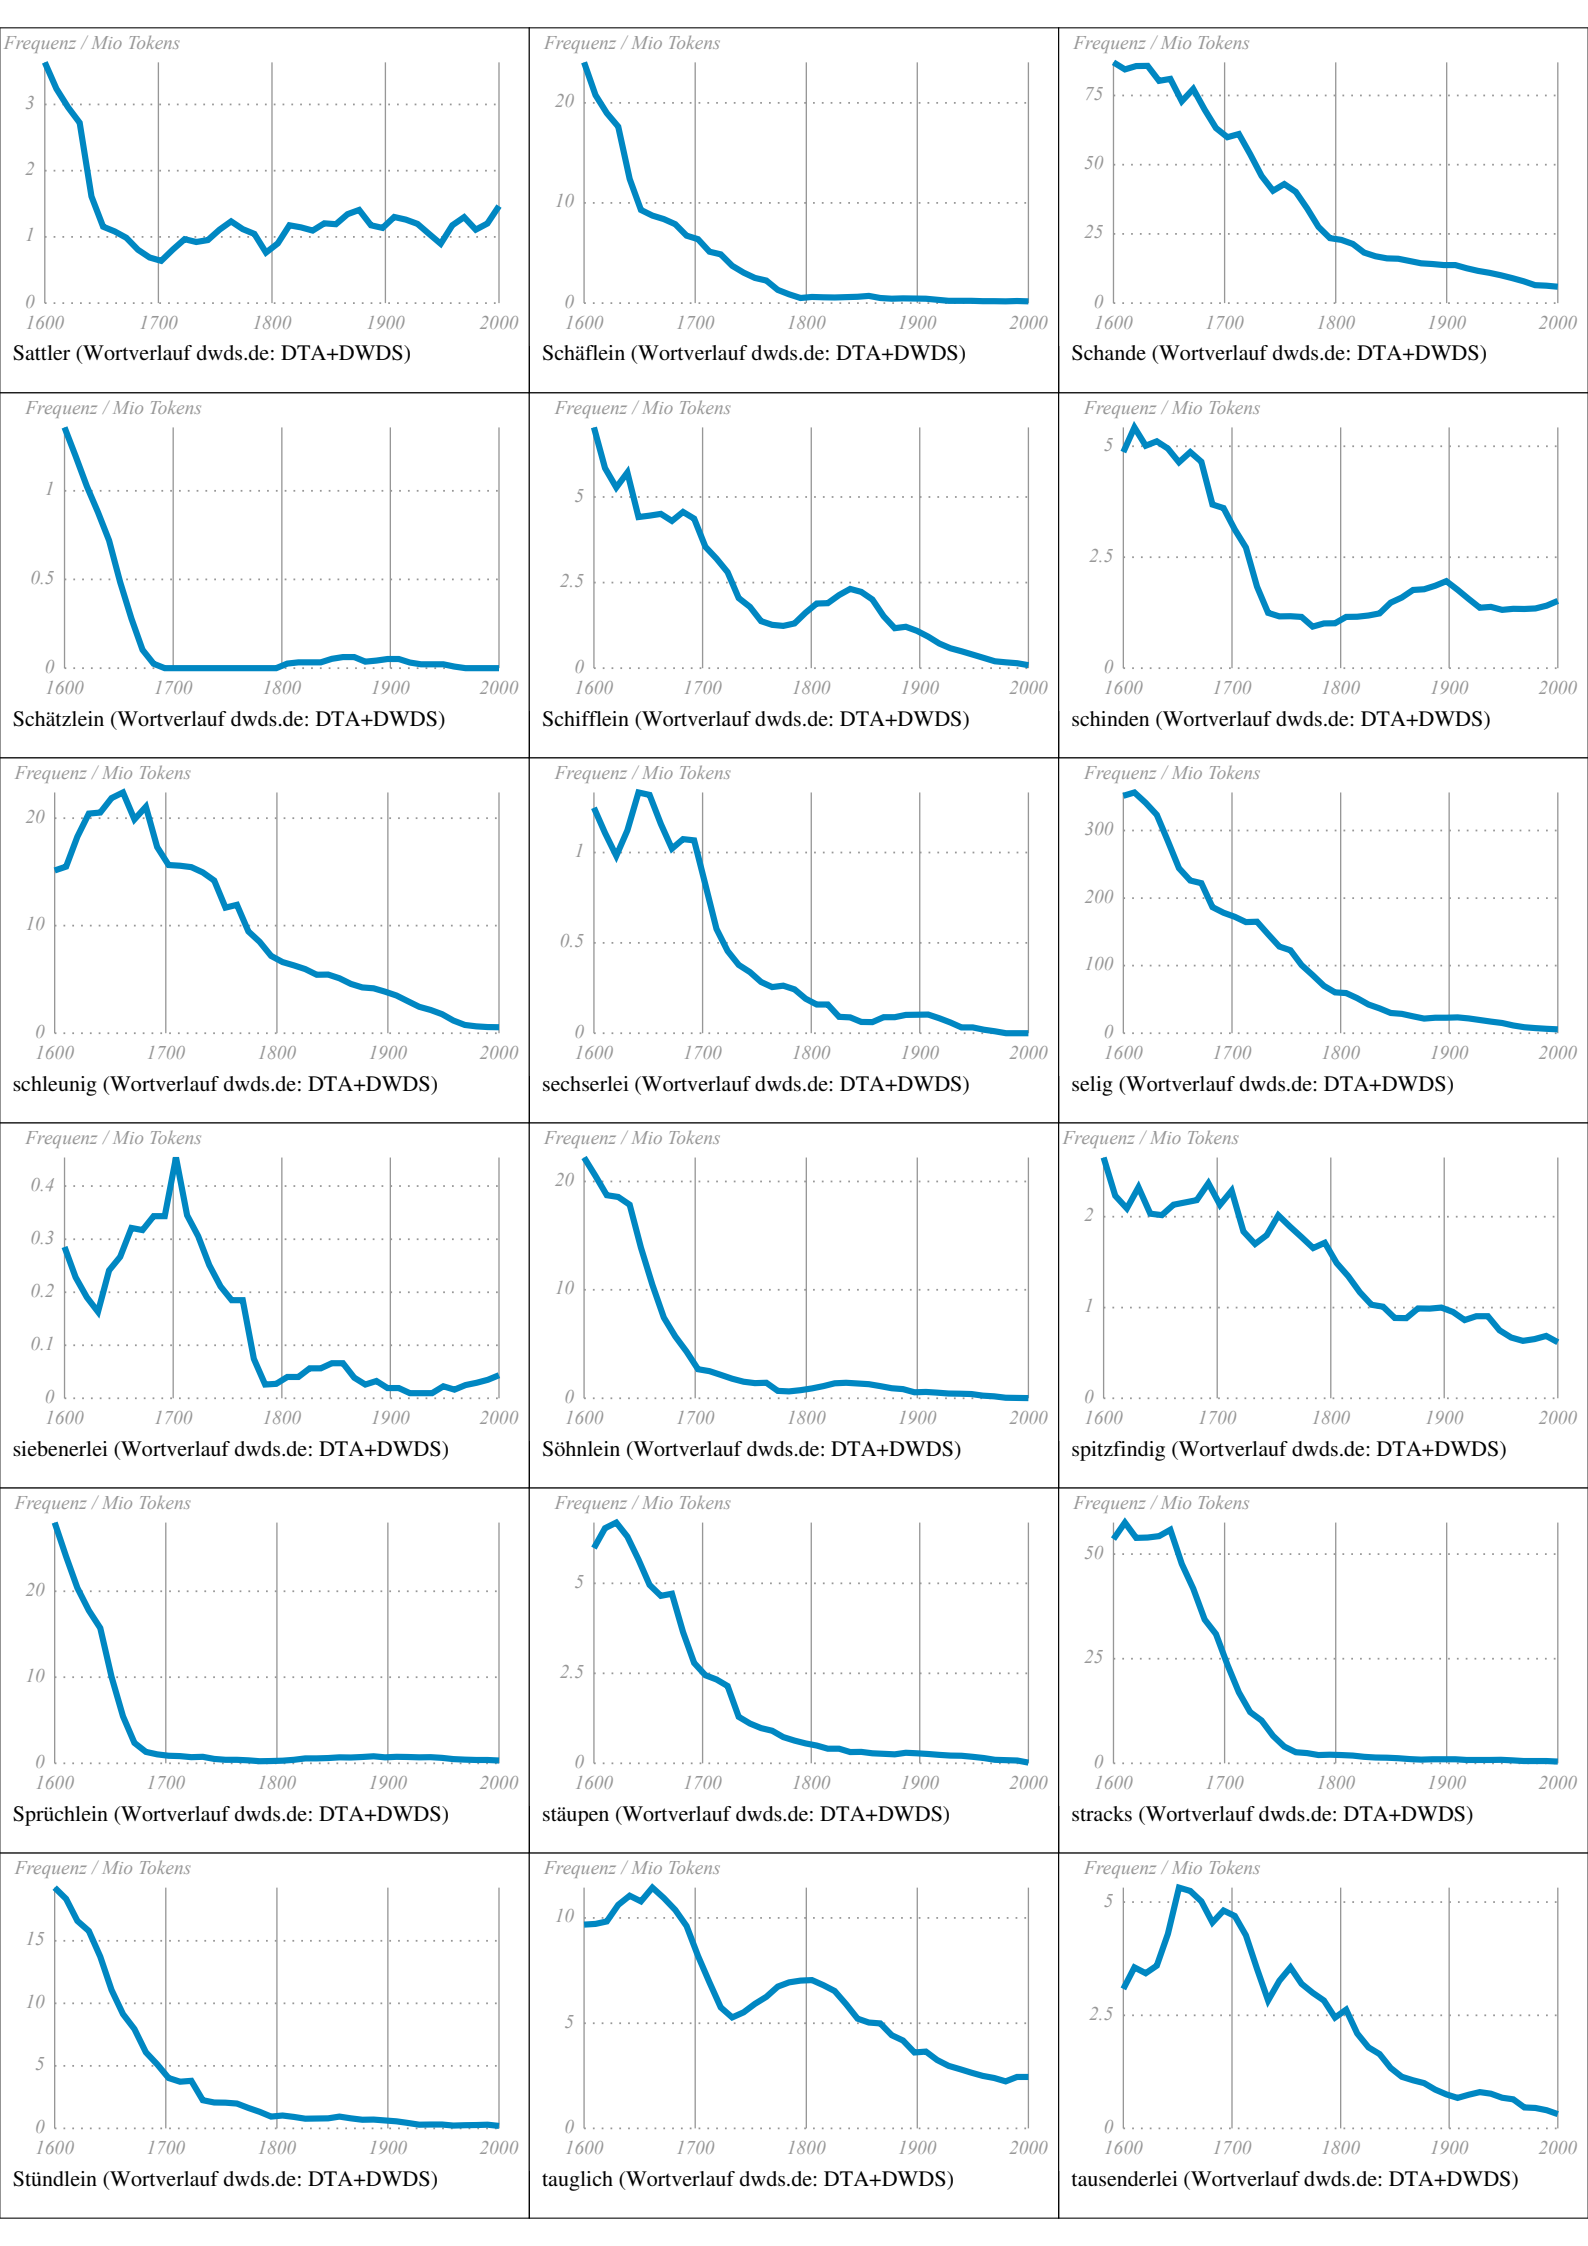 Frequenz / Mio Tokens
3
2
1
0
1600 1700 1800 1900 2000
Sattler (Wortverlauf dwds.de: DTA+DWDS)
Frequenz / Mio Tokens
20
10
0
1600 1700 1800 1900 2000
Schäflein (Wortverlauf dwds.de: DTA+DWDS)
Frequenz / Mio Tokens
75
50
25
0
1600 1700 1800 1900 2000
Schande (Wortverlauf dwds.de: DTA+DWDS)
Frequenz / Mio Tokens
1
0.5
0
1600 1700 1800 1900 2000
Schätzlein (Wortverlauf dwds.de: DTA+DWDS)
Frequenz / Mio Tokens
5
2.5
0
1600 1700 1800 1900 2000
Schifflein (Wortverlauf dwds.de: DTA+DWDS)
Frequenz / Mio Tokens
5
2.5
0
1600 1700 1800 1900 2000
schinden (Wortverlauf dwds.de: DTA+DWDS)
Frequenz / Mio Tokens
20
10
0
1600 1700 1800 1900 2000
schleunig (Wortverlauf dwds.de: DTA+DWDS)
Frequenz / Mio Tokens
1
0.5
0
1600 1700 1800 1900 2000
sechserlei (Wortverlauf dwds.de: DTA+DWDS)
Frequenz / Mio Tokens
300
200
100
0
1600 1700 1800 1900 2000
selig (Wortverlauf dwds.de: DTA+DWDS)
Frequenz / Mio Tokens
0.4
0.3
0.2
0.1
0
1600 1700 1800 1900 2000
siebenerlei (Wortverlauf dwds.de: DTA+DWDS)
Frequenz / Mio Tokens
20
10
0
1600 1700 1800 1900 2000
Söhnlein (Wortverlauf dwds.de: DTA+DWDS)
Frequenz / Mio Tokens
2
1
0
1600 1700 1800 1900 2000
spitzfindig (Wortverlauf dwds.de: DTA+DWDS)
Frequenz / Mio Tokens
20
10
0
1600 1700 1800 1900 2000
Sprüchlein (Wortverlauf dwds.de: DTA+DWDS)
Frequenz / Mio Tokens
5
2.5
0
1600 1700 1800 1900 2000
stäupen (Wortverlauf dwds.de: DTA+DWDS)
Frequenz / Mio Tokens
50
25
0
1600 1700 1800 1900 2000
stracks (Wortverlauf dwds.de: DTA+DWDS)
Frequenz / Mio Tokens
15
10
5
0
1600 1700 1800 1900 2000
Stündlein (Wortverlauf dwds.de: DTA+DWDS)
Frequenz / Mio Tokens
10
5
0
1600 1700 1800 1900 2000
tauglich (Wortverlauf dwds.de: DTA+DWDS)
Frequenz / Mio Tokens
5
2.5
0
1600 1700 1800 1900 2000
tausenderlei (Wortverlauf dwds.de: DTA+DWDS)